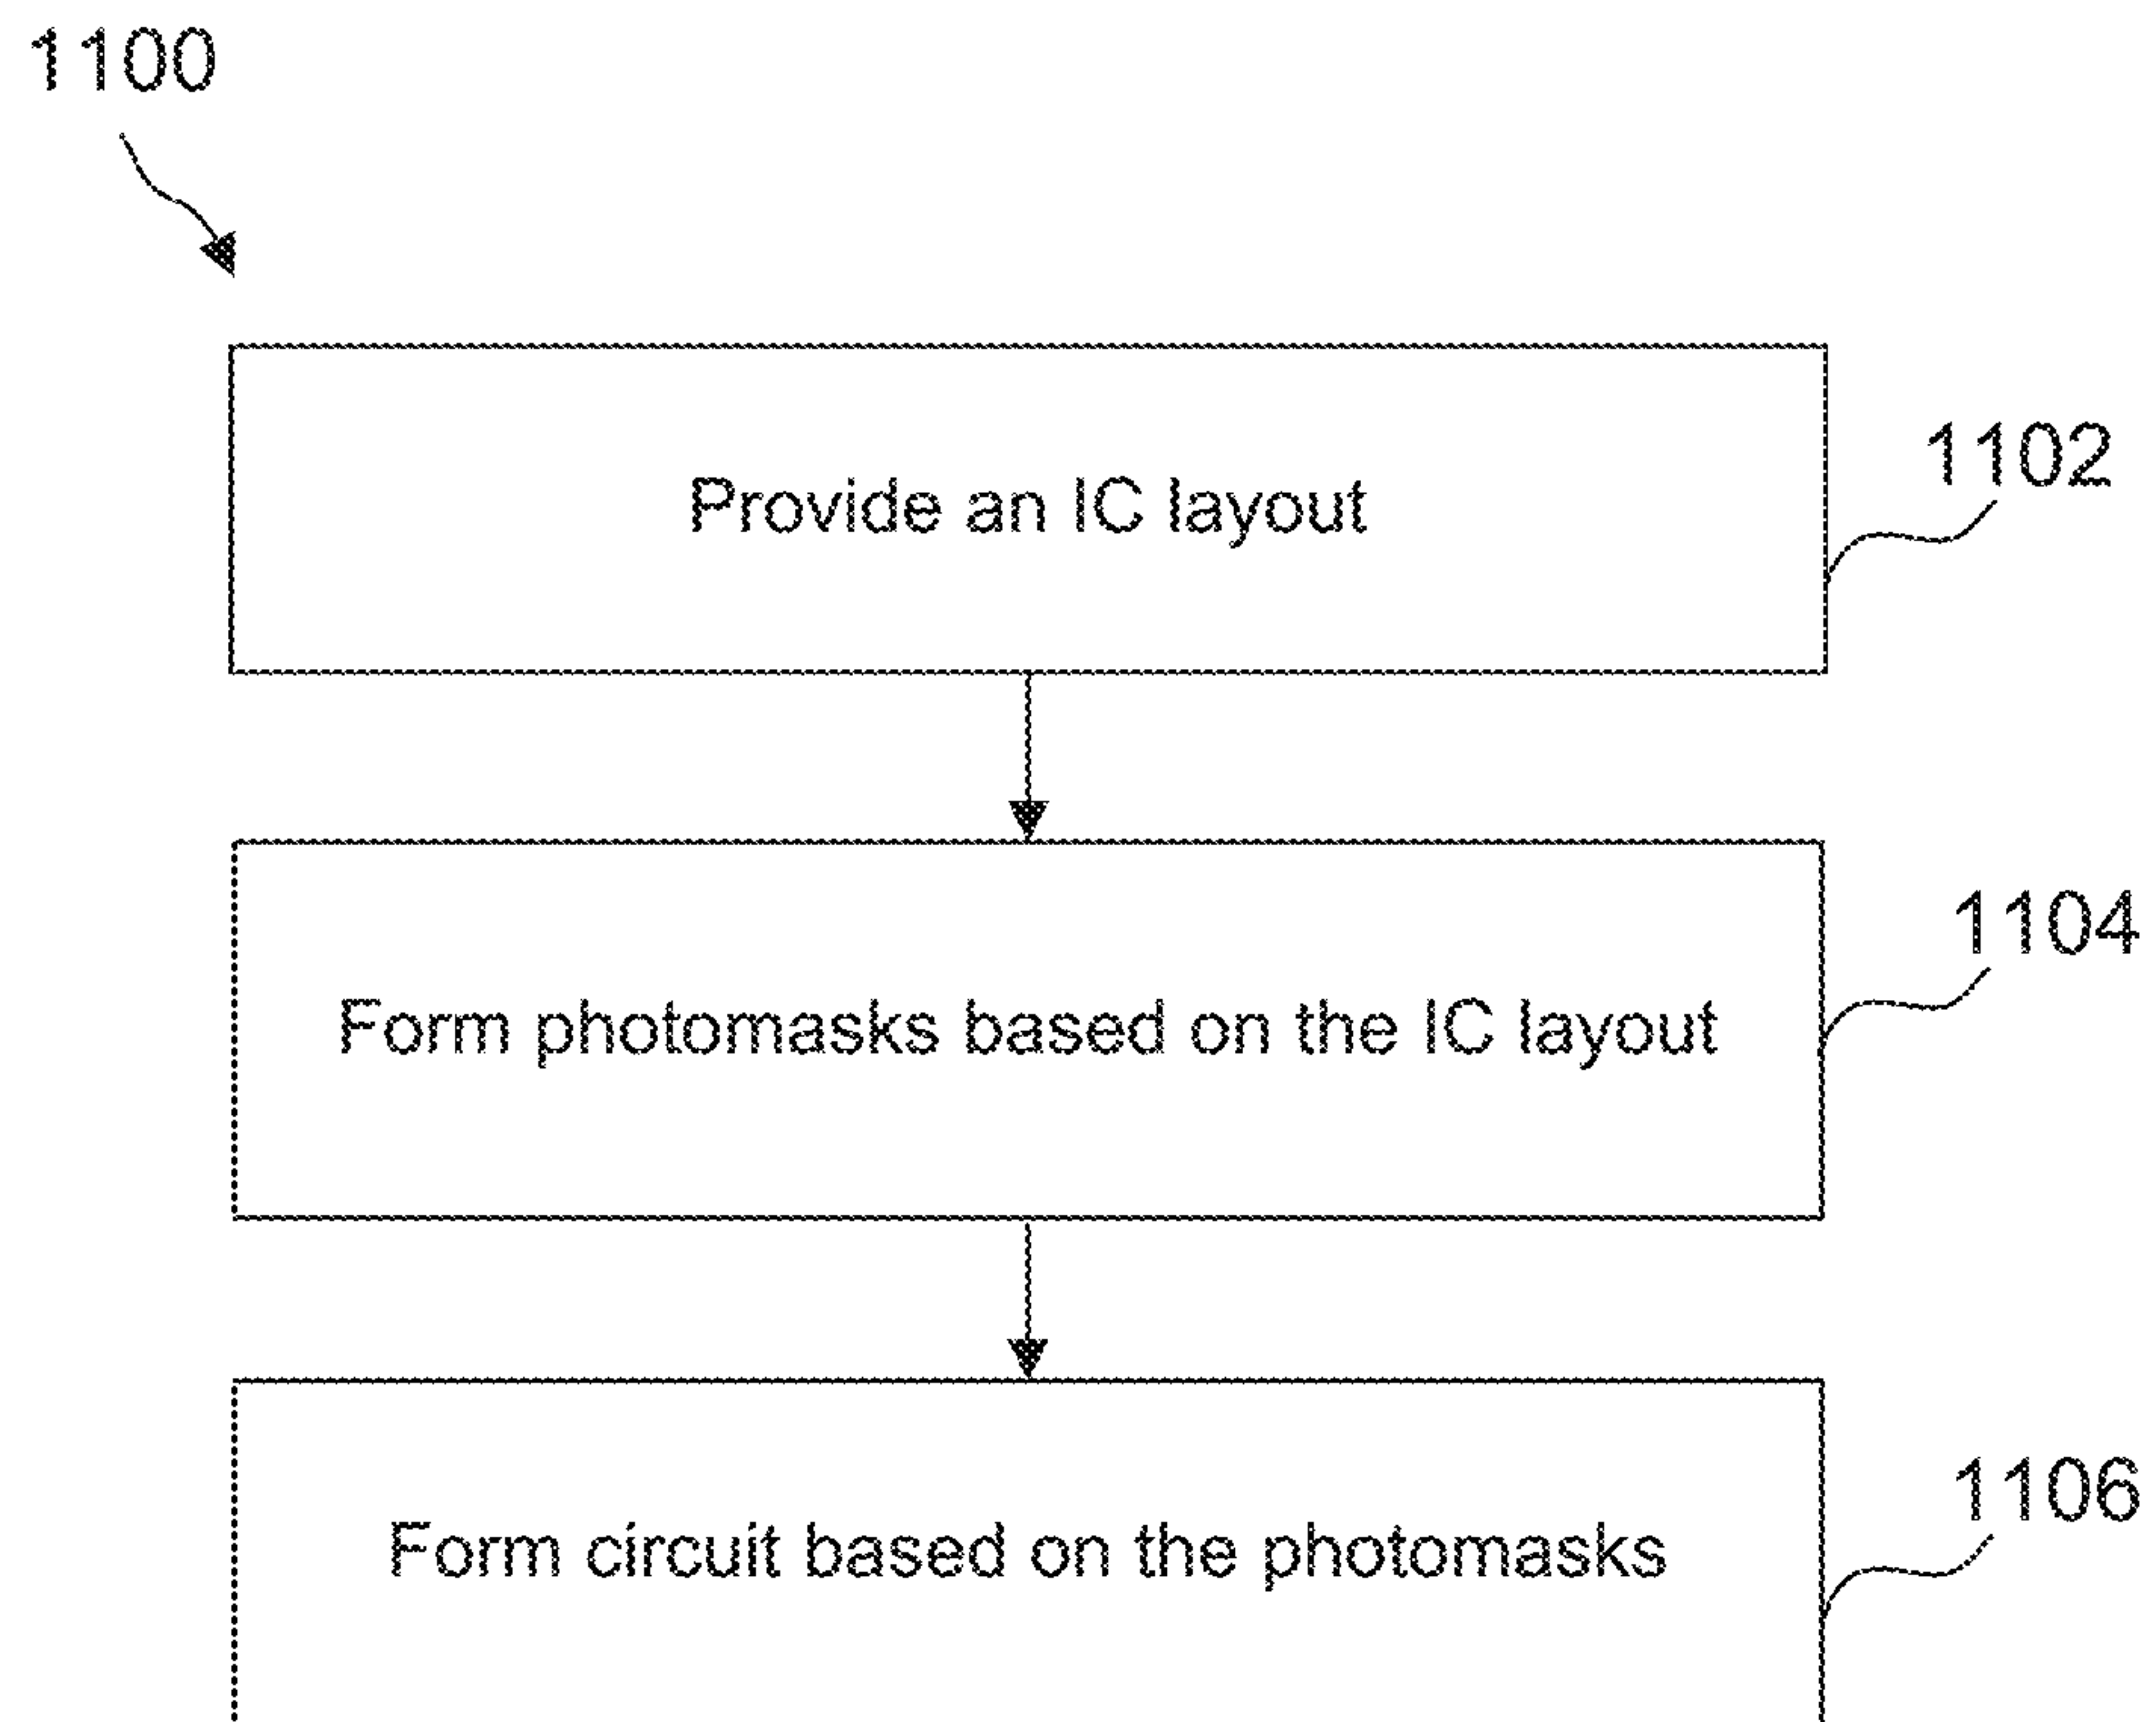 1100
Provide an IC layout
1102
Form photomasks based on the IC layout
1104
Form circuit based on the photomasks
1106